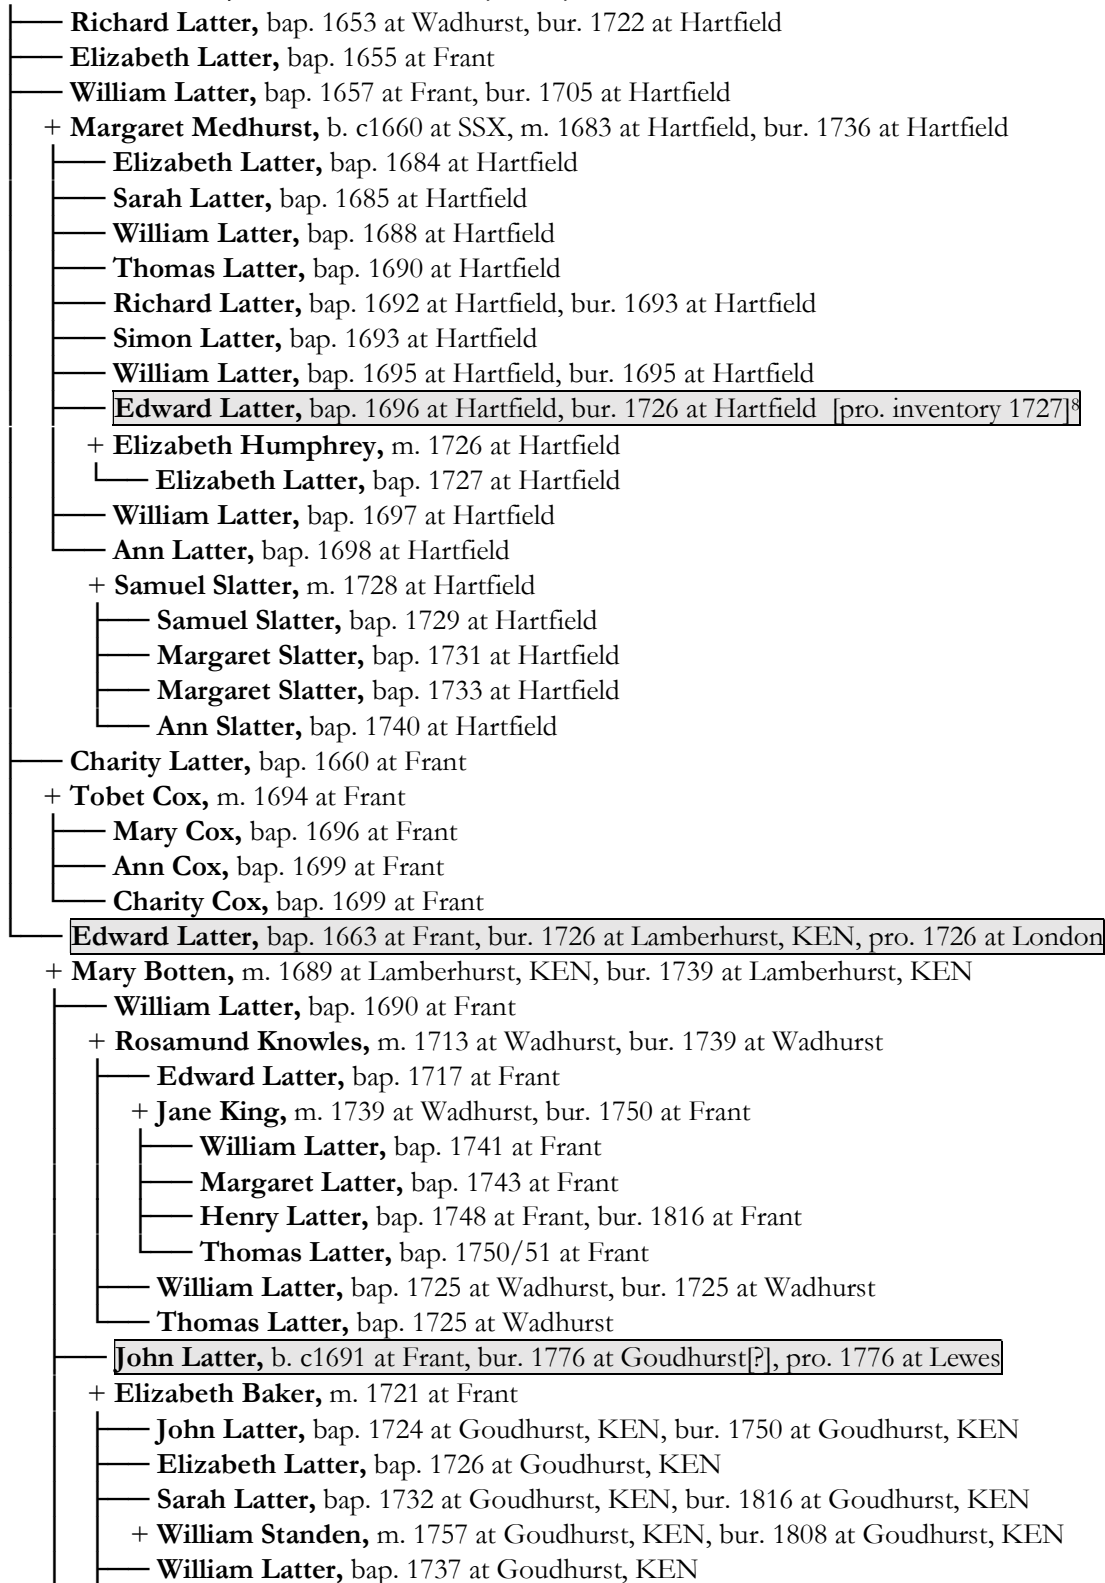 Richard Latter, bap. 1653 at Wadhurst, bur. 1722 at Hartfield
Elizabeth Latter, bap. 1655 at Frant
William Latter, bap. 1657 at Frant, bur. 1705 at Hartfield
+ Margaret Medhurst, b. c1660 at SSX, m. 1683 at Hartfield, bur. 1736 at Hartfield
Elizabeth Latter, bap. 1684 at Hartfield
Sarah Latter, bap. 1685 at Hartfield
William Latter, bap. 1688 at Hartfield
Thomas Latter, bap. 1690 at Hartfield
Richard Latter, bap. 1692 at Hartfield, bur. 1693 at Hartfield
Simon Latter, bap. 1693 at Hartfield
William Latter, bap. 1695 at Hartfield, bur. 1695 at Hartfield
Edward Latter, bap. 1696 at Hartfield, bur. 1726 at Hartfield [pro. inventory 1727]8
+ Elizabeth Humphrey, m. 1726 at Hartfield
Elizabeth Latter, bap. 1727 at Hartfield
William Latter, bap. 1697 at Hartfield
Ann Latter, bap. 1698 at Hartfield
+ Samuel Slatter, m. 1728 at Hartfield
Samuel Slatter, bap. 1729 at Hartfield
Margaret Slatter, bap. 1731 at Hartfield
Margaret Slatter, bap. 1733 at Hartfield
Ann Slatter, bap. 1740 at Hartfield
Charity Latter, bap. 1660 at Frant
+ Tobet Cox, m. 1694 at Frant
Mary Cox, bap. 1696 at Frant
Ann Cox, bap. 1699 at Frant
Charity Cox, bap. 1699 at Frant
Edward Latter, bap. 1663 at Frant, bur. 1726 at Lamberhurst, KEN, pro. 1726 at London
+ Mary Botten, m. 1689 at Lamberhurst, KEN, bur. 1739 at Lamberhurst, KEN
William Latter, bap. 1690 at Frant
+ Rosamund Knowles, m. 1713 at Wadhurst, bur. 1739 at Wadhurst
Edward Latter, bap. 1717 at Frant
+ Jane King, m. 1739 at Wadhurst, bur. 1750 at Frant
William Latter, bap. 1741 at Frant
Margaret Latter, bap. 1743 at Frant
Henry Latter, bap. 1748 at Frant, bur. 1816 at Frant
Thomas Latter, bap. 1750/51 at Frant
William Latter, bap. 1725 at Wadhurst, bur. 1725 at Wadhurst
Thomas Latter, bap. 1725 at Wadhurst
John Latter, b. c1691 at Frant, bur. 1776 at Goudhurst[?], pro. 1776 at Lewes
+ Elizabeth Baker, m. 1721 at Frant
John Latter, bap. 1724 at Goudhurst, KEN, bur. 1750 at Goudhurst, KEN
Elizabeth Latter, bap. 1726 at Goudhurst, KEN
Sarah Latter, bap. 1732 at Goudhurst, KEN, bur. 1816 at Goudhurst, KEN
+ William Standen, m. 1757 at Goudhurst, KEN, bur. 1808 at Goudhurst, KEN
William Latter, bap. 1737 at Goudhurst, KEN